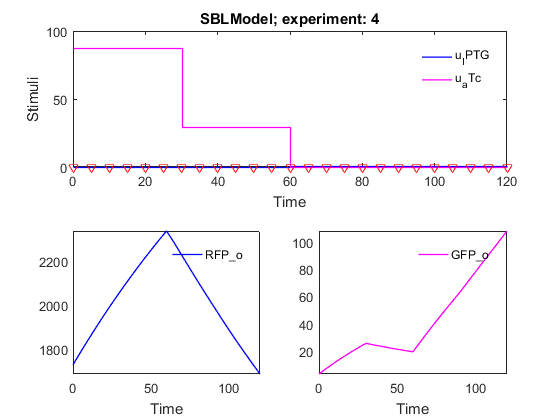 SBLModel; experiment: 4
100
50
0
Stimuli
u_IPTG
u_aTc
0 20 40 60 80 100 120
Time
2200
2000
1800
RFP_o
0 50 100
Time
100
80
60
40
20
GFP_o
0 50 100
Time